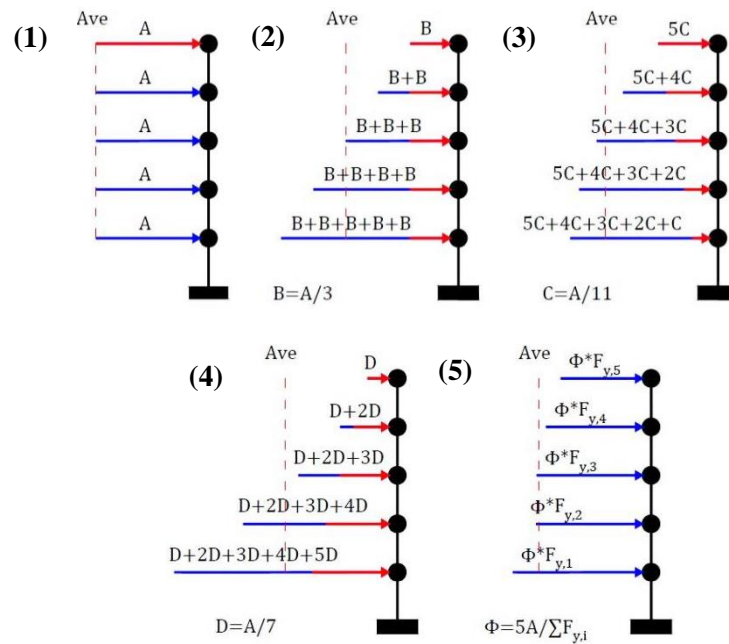 (1)
Ave
A
A
A
A
A
(2)
Ave
B
B+B
B+B+B
B+B+B+B
B+B+B+B+B
B=A/3
(3)
Ave
5C
5C+4C
5C+4C+3C
5C+4C+3C+2C
5C+4C+3C+2C+C
C=A/11
(4)
Ave
D
D+2D
D+2D+3D
D+2D+3D+4D
D+2D+3D+4D+5D
D=A/7
(5)
Ave
Φ*F_y,5
Φ*F_y,4
Φ*F_y,3
Φ*F_y,2
Φ*F_y,1
Φ=5A/∑F_y,i